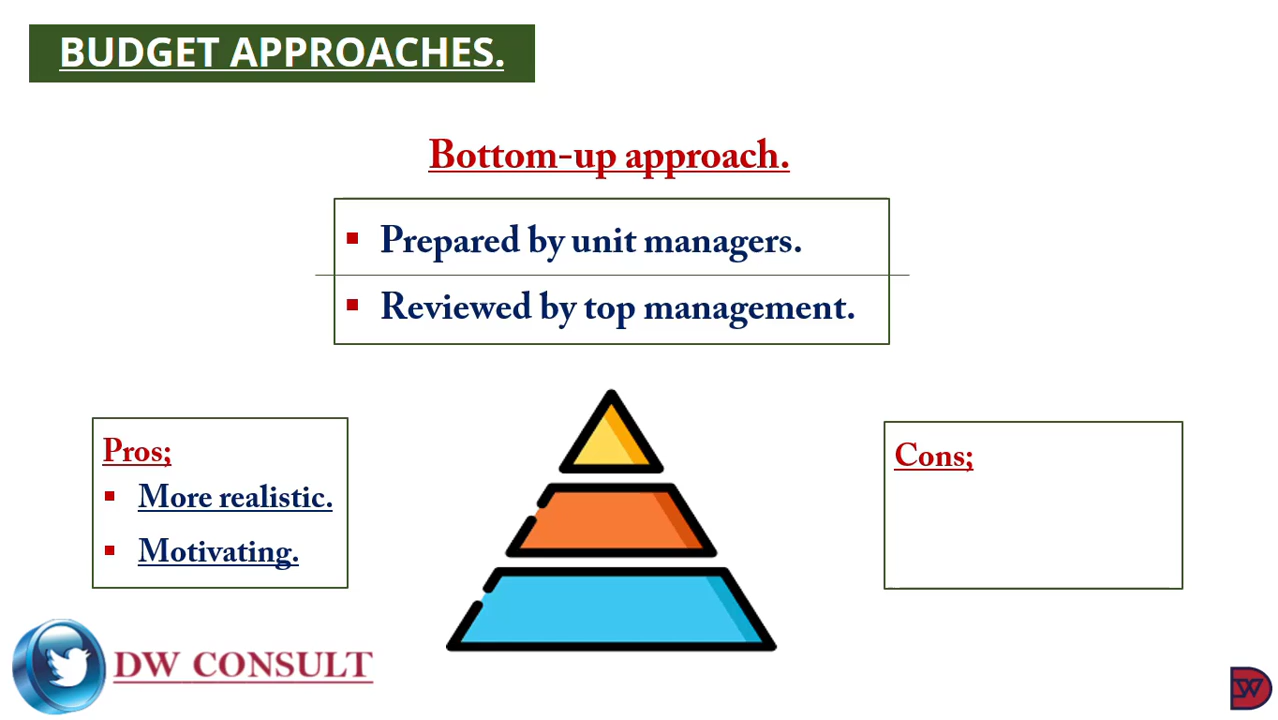 BUDGET APPROACHES.
Bottom-up approach.
Prepared by unit managers.
Reviewed by top management.
Pros;
More realistic.
Motivating.
Cons;
DW CONSULT
DW